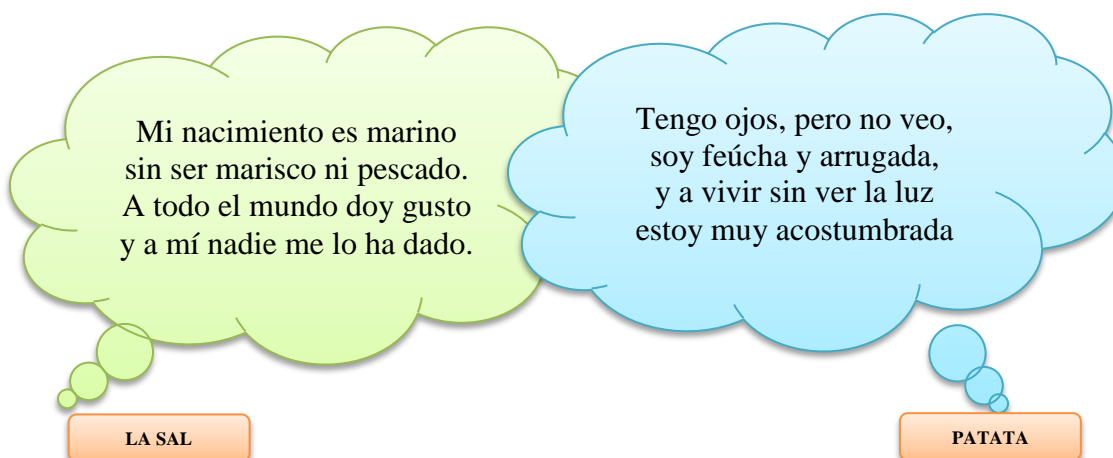 Mi nacimiento es marino
sin ser marisco ni pescado.
A todo el mundo doy gusto
y a mí nadie me lo ha dado.
Tengo ojos, pero no veo,
soy feúcha y arrugada,
y a vivir sin ver la luz
estoy muy acostumbrada
LA SAL
PATATA